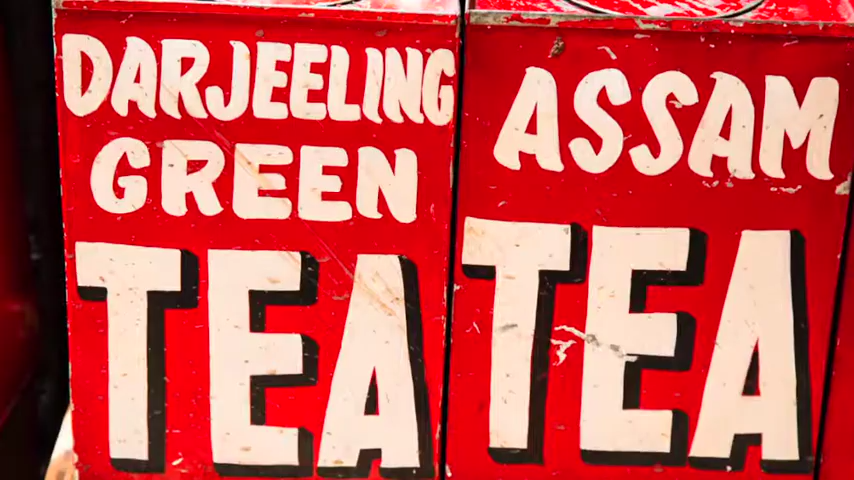 DARJEELING
GREEN
TEA
ASSAM
TEA